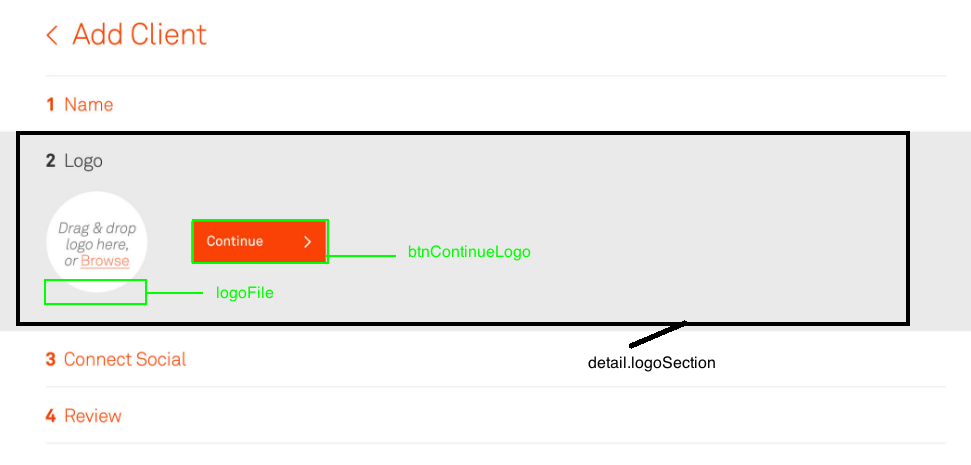 < Add Client
1 Name
2 Logo
Drag & drop
logo here,
or Browse
Continue >
btnContinueLogo
logoFile
detail.logoSection
3 Connect Social
4 Review